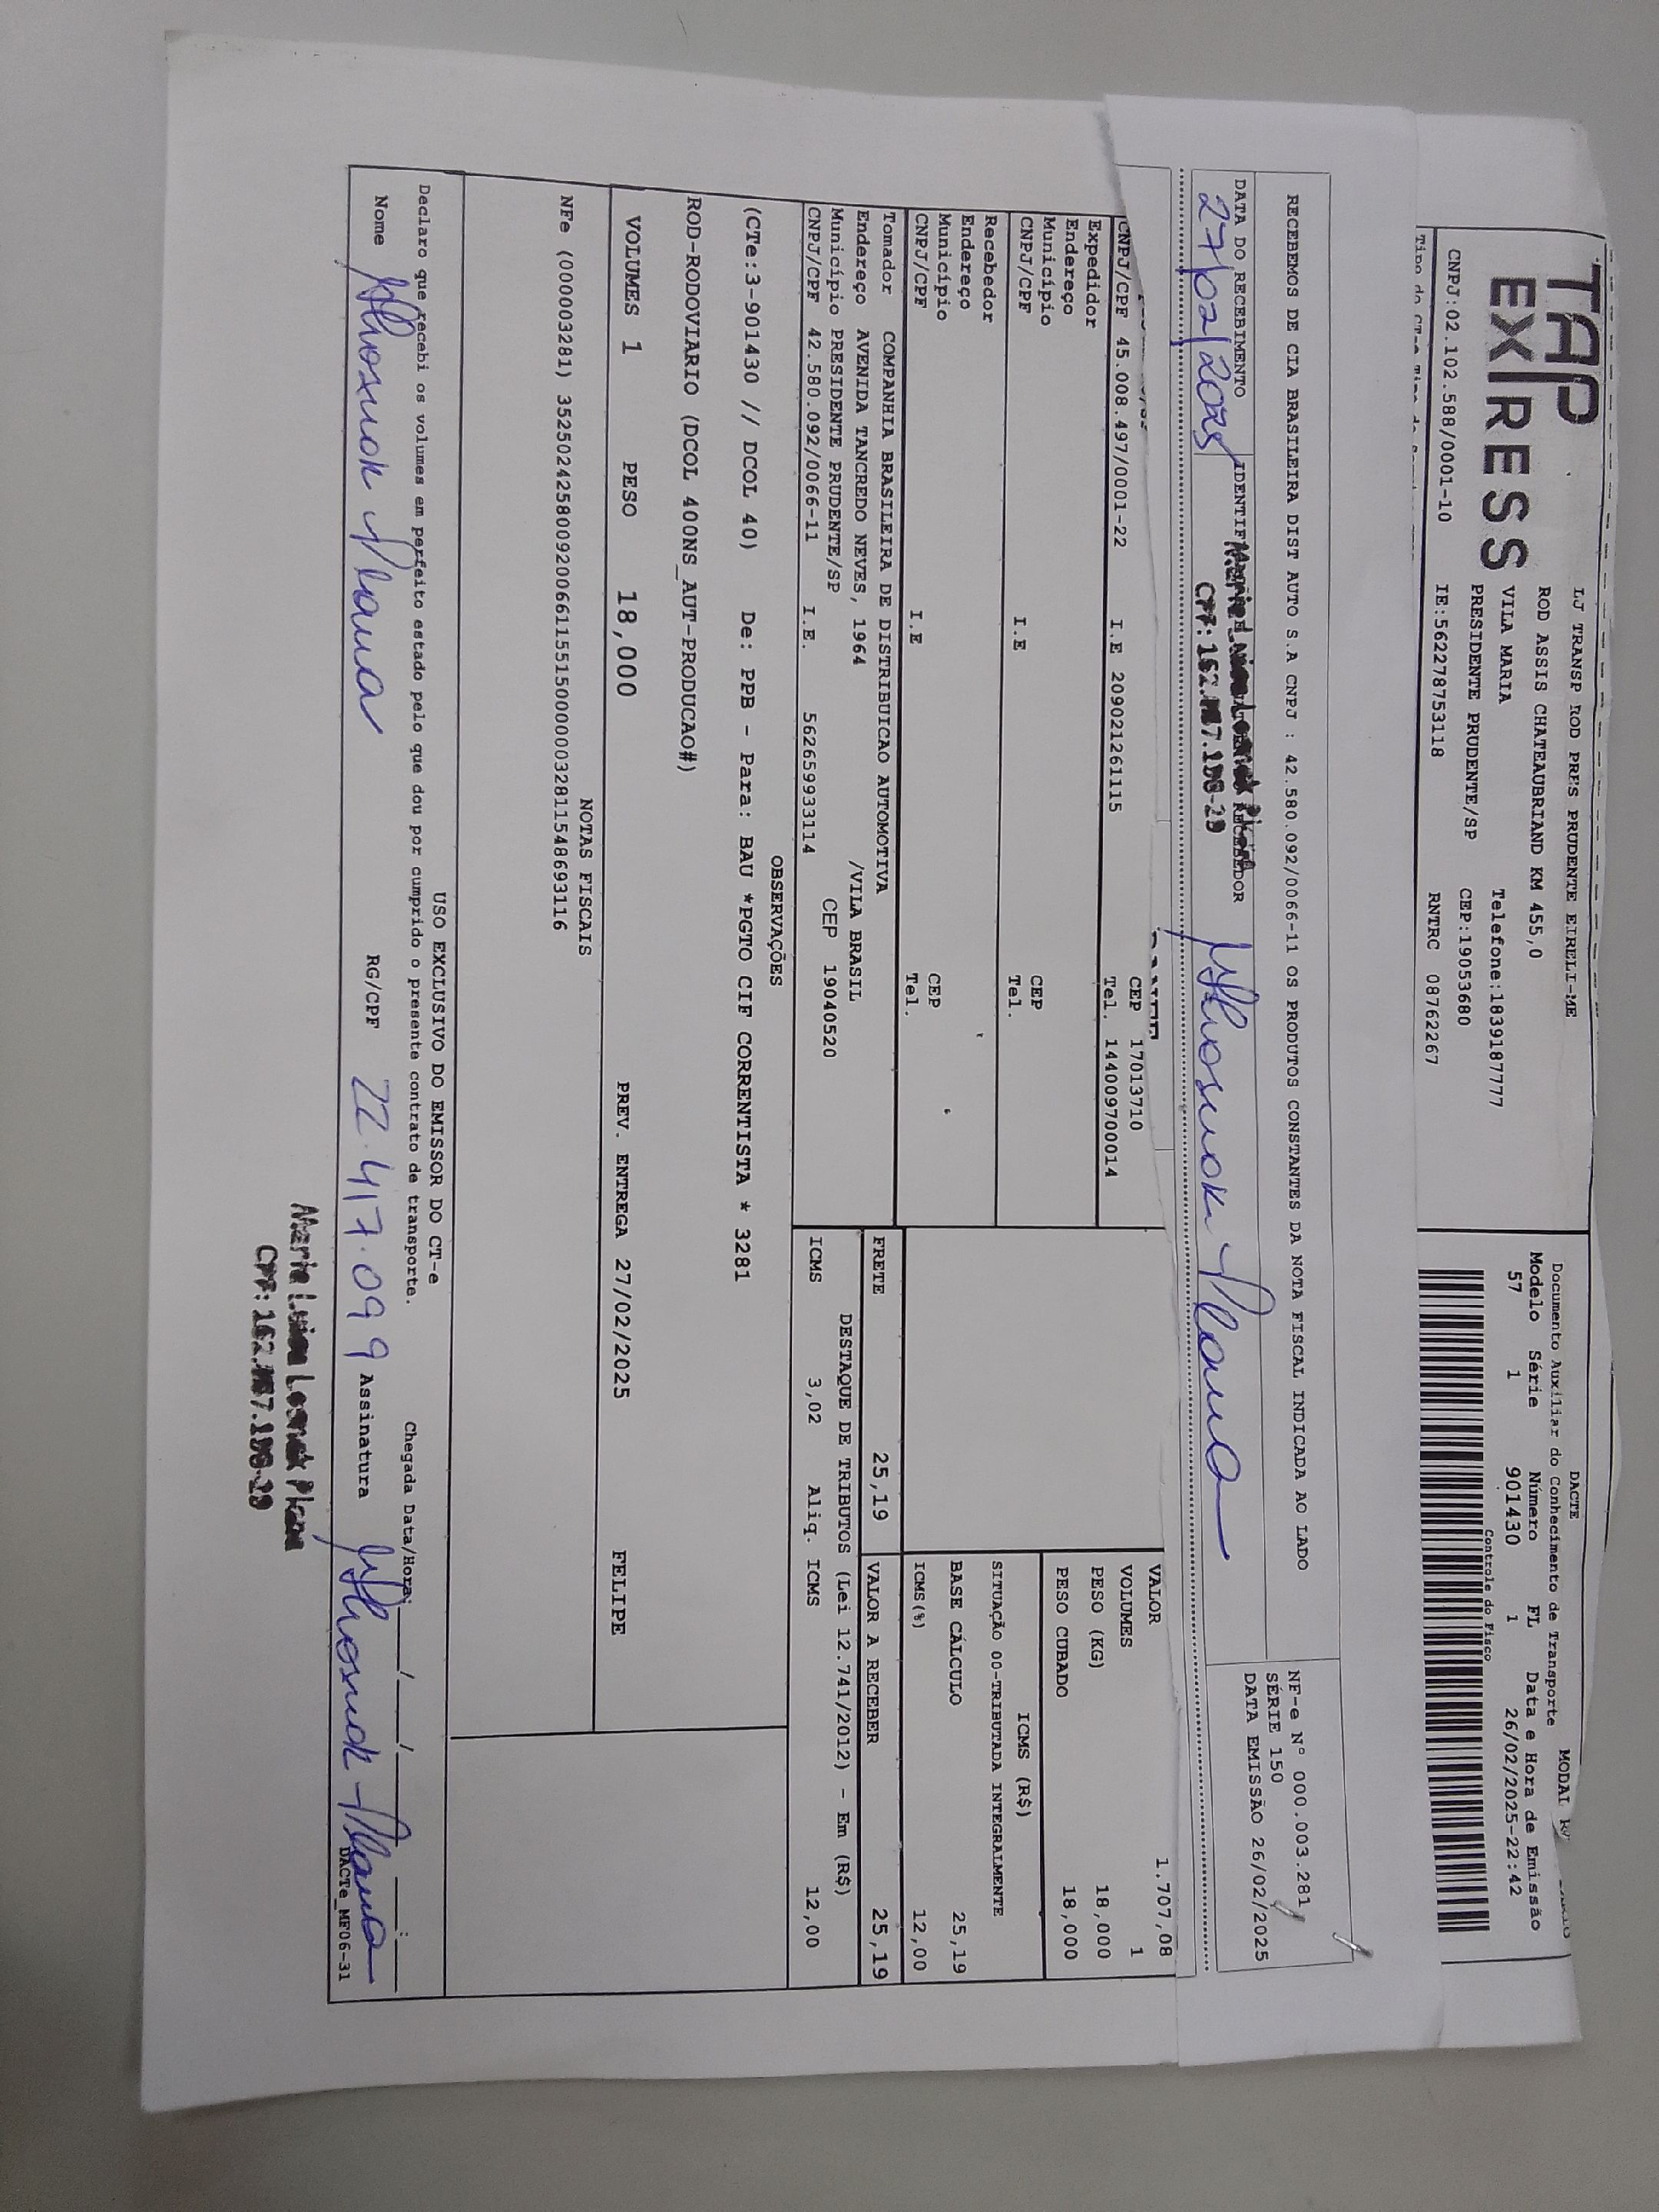 TAP
EXPRESS
LJ TRANSP ROD PRES PRUDENTE EIRELI-ME
ROD ASSIS CHATEAUBRIAND KM 455,0
VILA MARIA Telefone:1839187777
PRESIDENTE PRUDENTE/SP CEP:19053680
CNPJ:02.102.588/0001-10 IE:562278753118 RNTRC 08762267
DACTE
Documento Auxiliar do Conhecimento de Transporte
MODAL
Modelo Série Número FL Data e Hora de Emissão
57 1 901430 1 26/02/2025-22:42
Controle do Fisco
RECEBEMOS DE CIA BRASILEIRA DIST AUTO S.A CNPJ : 42.580.092/0066-11 OS PRODUTOS CONSTANTES DA NOTA FISCAL INDICADA AO LADO
NF-e N° 000.003.281
SÉRIE 150
DATA EMISSÃO 26/02/2025
DATA DO RECEBIMENTO
27/02/2025
CNPJ/CPF 45.008.497/0001-22 I.E 209021261115
CEP 17013710
Tel. 14400970‌0014
Expedidor
Endereço
Município CEP
CNPJ/CPF I.E Tel.
Recebedor
Endereço
Município CEP
CNPJ/CPF I.E Tel.
VALOR 1.707,08
VOLUMES 1
PESO (KG) 18,000
PESO CUBADO 18,000
ICMS (R$)
SITUAÇÃO 00-TRIBUTADA INTEGRALMENTE
BASE CÁLCULO 25,19
ICMS(%) 12,00
Tomador COMPANHIA BRASILEIRA DE DISTRIBUICAO AUTOMOTIVA
Endereço AVENIDA TANCREDO NEVES, 1964 /VILA BRASIL
Município PRESIDENTE PRUDENTE/SP CEP 19040520
CNPJ/CPF 42.580.092/0066-11 I.E. 562659933114
FRETE 25,19 VALOR A RECEBER 25,19
DESTAQUE DE TRIBUTOS (Lei 12.741/2012) - Em (R$)
ICMS 3,02 Aliq. ICMS 12,00
OBSERVAÇÕES
(CTe:3-901430 // DCOL 40) De: PPB - Para: BAU *PGTO CIF CORRENTISTA * 3281
ROD-RODOVIARIO (DCOL 400NS_AUT-PRODUCAO#)
VOLUMES 1 PESO 18,000 PREV. ENTREGA 27/02/2025 FELIPE
NOTAS FISCAIS
NFe (000003281) 35250242580092006611551500000032811548693116
USO EXCLUSIVO DO EMISSOR DO CT-e
Declaro que recebi os volumes em perfeito estado pelo que dou por cumprido o presente contrato de transporte. Chegada Data/Hora: / / :
Nome RG/CPF 22.417.099 Assinatura
DACTe_MF06-31